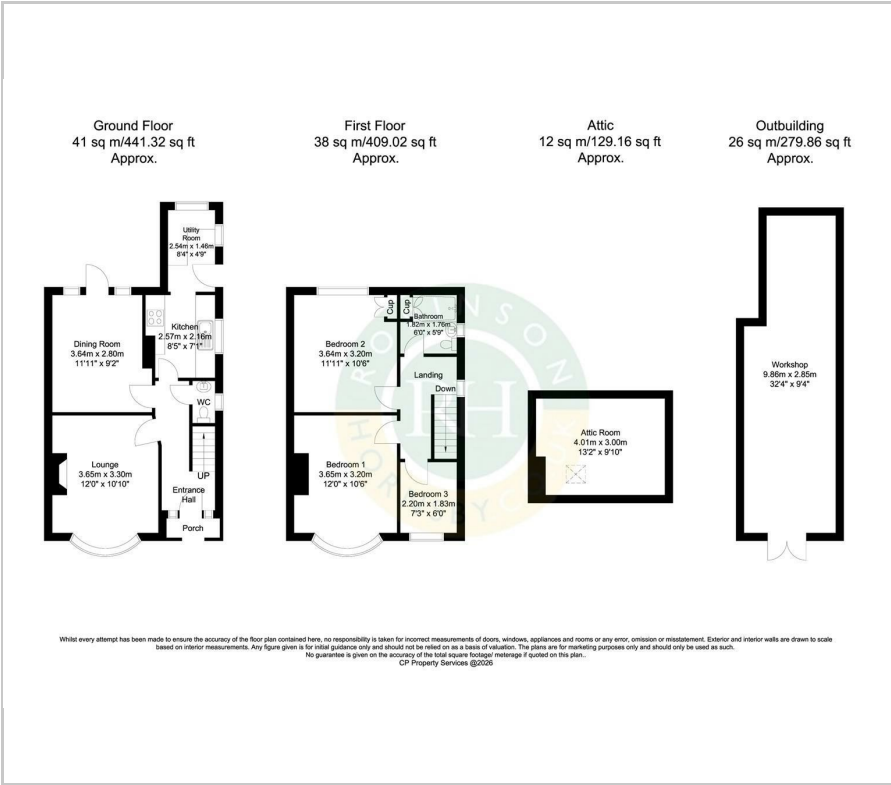 Ground Floor
41 sq m/441.32 sq ft
Approx.
First Floor
38 sq m/409.02 sq ft
Approx.
Attic
12 sq m/129.16 sq ft
Approx.
Outbuilding
26 sq m/279.86 sq ft
Approx.
Utility
Room
2.54m x 1.46m
8'4" x 4'9"
Kitchen
2.57m x 2.16m
8'5" x 7'1"
Dining Room
3.64m x 2.80m
11'11" x 9'2"
WC
Lounge
3.65m x 3.30m
12'0" x 10'10"
UP
Entrance
Hall
Porch
Cup
Cup
Bathroom
1.82m x 1.76m
6'0" x 5'9"
Bedroom 2
3.64m x 3.20m
11'11" x 10'6"
Landing
Down
Bedroom 1
3.65m x 3.20m
12'0" x 10'6"
Bedroom 3
2.20m x 1.83m
7'3" x 6'0"
Attic Room
4.01m x 3.00m
13'2" x 9'10"
Workshop
9.86m x 2.85m
32'4" x 9'4"
ROBINSON
RH
HORNSBY COOK
Whilst every attempt has been made to ensure the accuracy of the floor plan contained here, no responsibility is taken for incorrect measurements of doors, windows, appliances and rooms or any error, omission or misstatement. Exterior and interior walls are drawn to scale
based on interior measurements. Any figure given is for initial guidance only and should not be relied on as a basis of valuation. The plans are for marketing purposes only and should only be used as such.
No guarantee is given on the accuracy of the total square footage/ meterage if quoted on this plan..
CP Property Services @2026